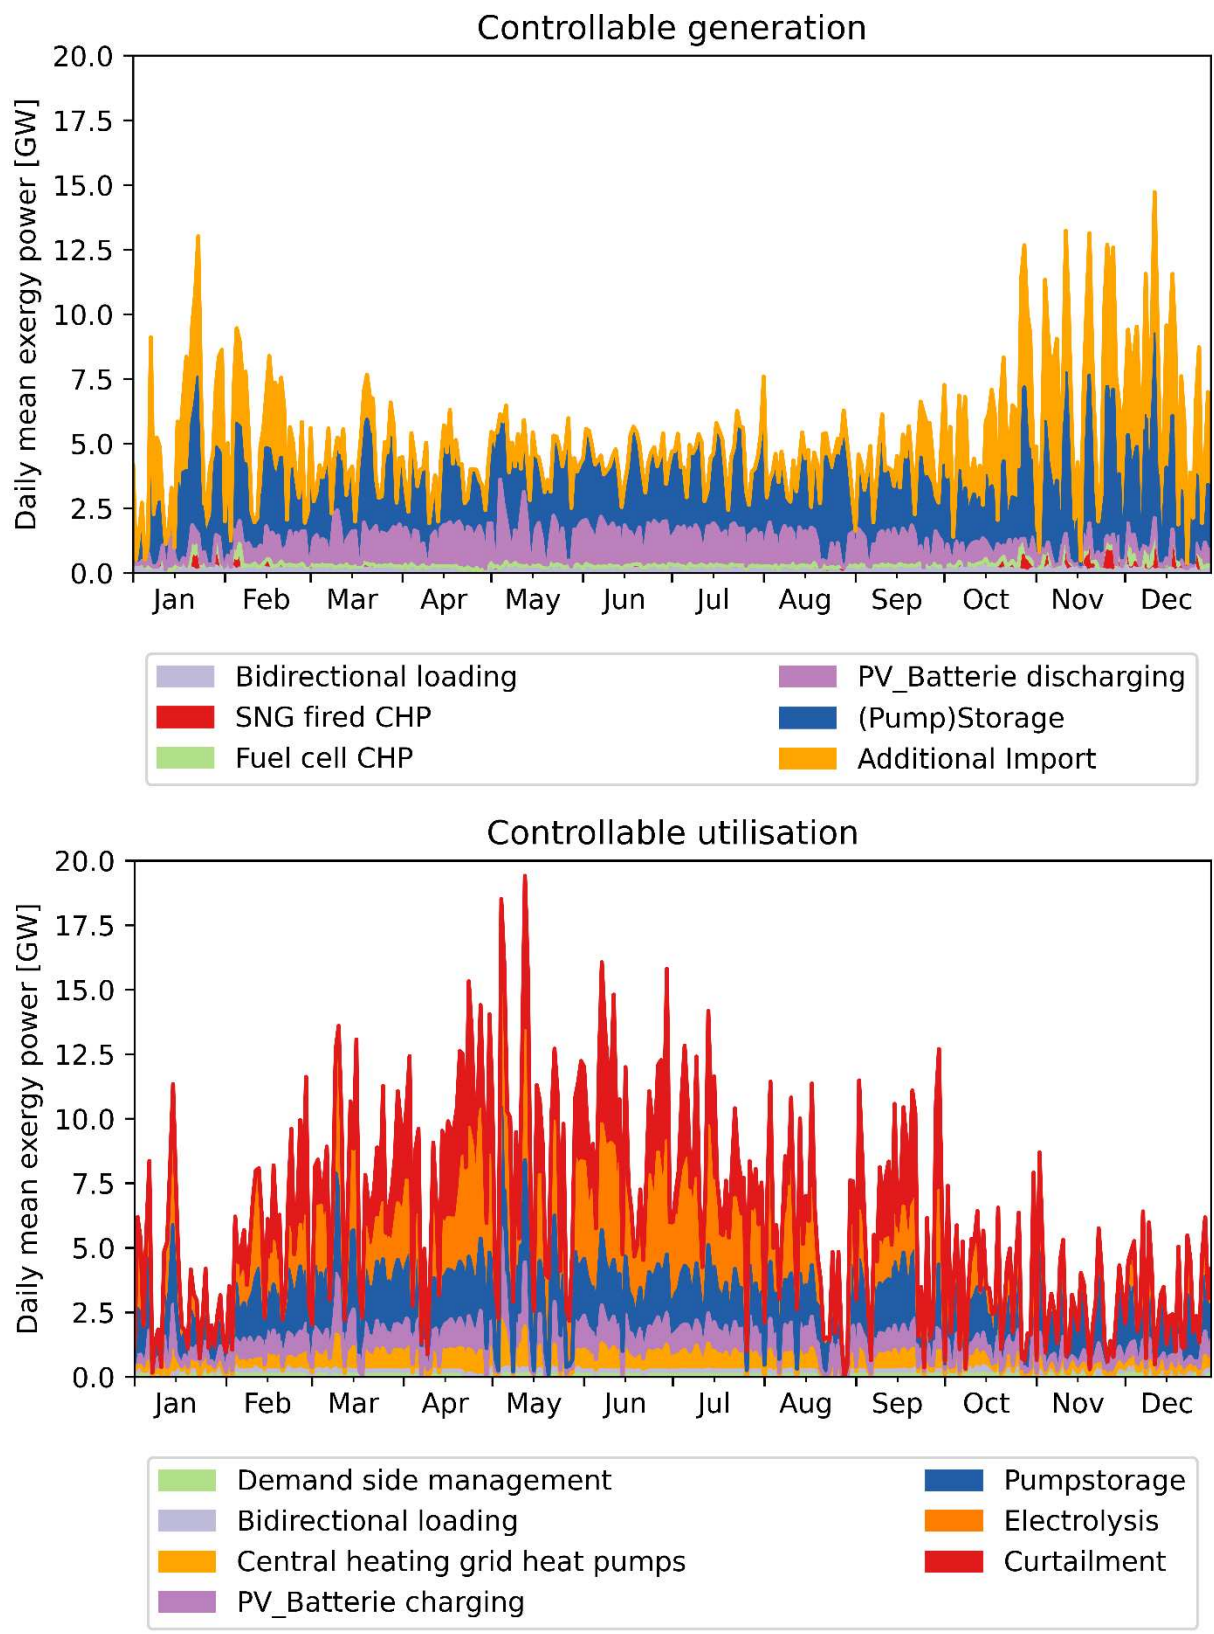 Controllable generation
Daily mean exergy power [GW]
20.0
17.5
15.0
12.5
10.0
7.5
5.0
2.5
0.0
Jan Feb Mar Apr May Jun Jul Aug Sep Oct Nov Dec
Bidirectional loading
SNG fired CHP
Fuel cell CHP
PV_Batterie discharging
(Pump)Storage
Additional Import
Controllable utilisation
Daily mean exergy power [GW]
20.0
17.5
15.0
12.5
10.0
7.5
5.0
2.5
0.0
Jan Feb Mar Apr May Jun Jul Aug Sep Oct Nov Dec
Demand side management
Bidirectional loading
Central heating grid heat pumps
PV_Batterie charging
Pumpstorage
Electrolysis
Curtailment